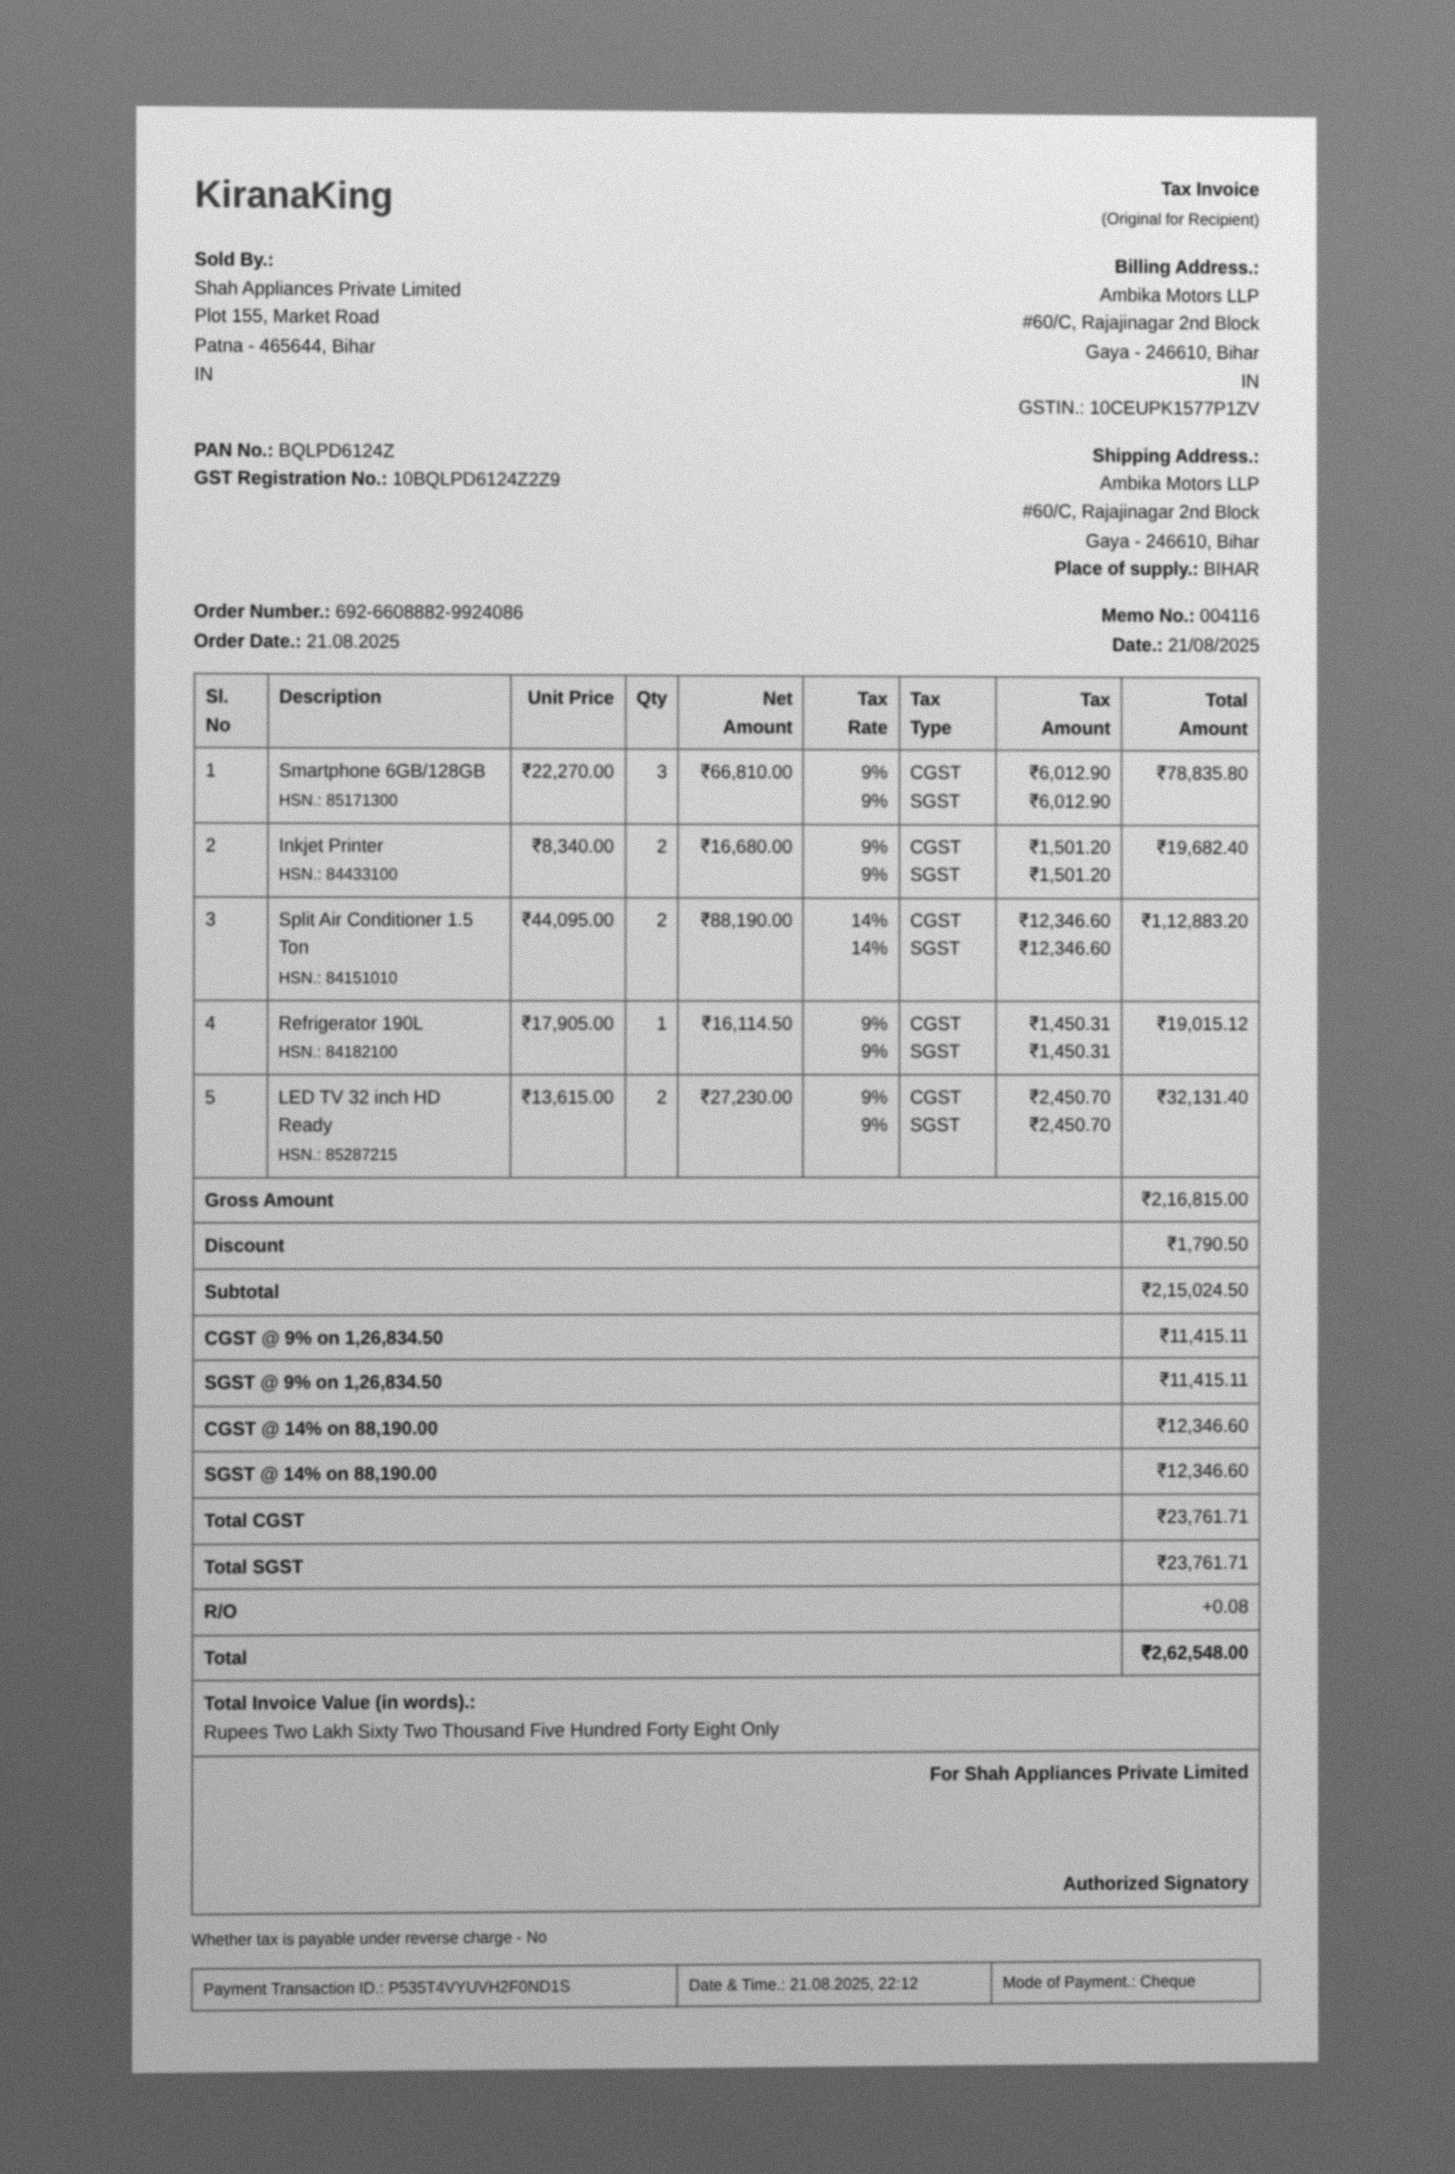 KiranaKing
Tax Invoice
(Original for Recipient)
Sold By.:
Shah Appliances Private Limited
Plot 155, Market Road
Patna - 465644, Bihar
IN
PAN No.: BQLPD6124Z
GST Registration No.: 10BQLPD6124Z2Z9
Billing Address.:
Ambika Motors LLP
#60/C, Rajajinagar 2nd Block
Gaya - 246610, Bihar
IN
GSTIN.: 10CEUPK1577P1ZV
Shipping Address.:
Ambika Motors LLP
#60/C, Rajajinagar 2nd Block
Gaya - 246610, Bihar
Place of supply.: BIHAR
Order Number.: 692-6608882-9924086
Order Date.: 21.08.2025
Memo No.: 004116
Date.: 21/08/2025
Sl. No Description Unit Price Qty Net Amount Tax Rate Tax Type Tax Amount Total Amount
1 Smartphone 6GB/128GB ₹22,270.00 3 ₹66,810.00 9% CGST ₹6,012.90 ₹78,835.80
HSN.: 85171300 9% SGST ₹6,012.90
2 Inkjet Printer ₹8,340.00 2 ₹16,680.00 9% CGST ₹1,501.20 ₹19,682.40
HSN.: 84433100 9% SGST ₹1,501.20
3 Split Air Conditioner 1.5 ₹44,095.00 2 ₹88,190.00 14% CGST ₹12,346.60 ₹1,12,883.20
Ton 14% SGST ₹12,346.60
HSN.: 84151010
4 Refrigerator 190L ₹17,905.00 1 ₹16,114.50 9% CGST ₹1,450.31 ₹19,015.12
HSN.: 84182100 9% SGST ₹1,450.31
5 LED TV 32 inch HD ₹13,615.00 2 ₹27,230.00 9% CGST ₹2,450.70 ₹32,131.40
Ready 9% SGST ₹2,450.70
HSN.: 85287215
Gross Amount ₹2,16,815.00
Discount ₹1,790.50
Subtotal ₹2,15,024.50
CGST @ 9% on 1,26,834.50 ₹11,415.11
SGST @ 9% on 1,26,834.50 ₹11,415.11
CGST @ 14% on 88,190.00 ₹12,346.60
SGST @ 14% on 88,190.00 ₹12,346.60
Total CGST ₹23,761.71
Total SGST ₹23,761.71
R/O +0.08
Total ₹2,62,548.00
Total Invoice Value (in words).:
Rupees Two Lakh Sixty Two Thousand Five Hundred Forty Eight Only
For Shah Appliances Private Limited
Authorized Signatory
Whether tax is payable under reverse charge - No
Payment Transaction ID.: P535T4VYUVH2F0ND1S Date & Time.: 21.08.2025, 22:12 Mode of Payment.: Cheque